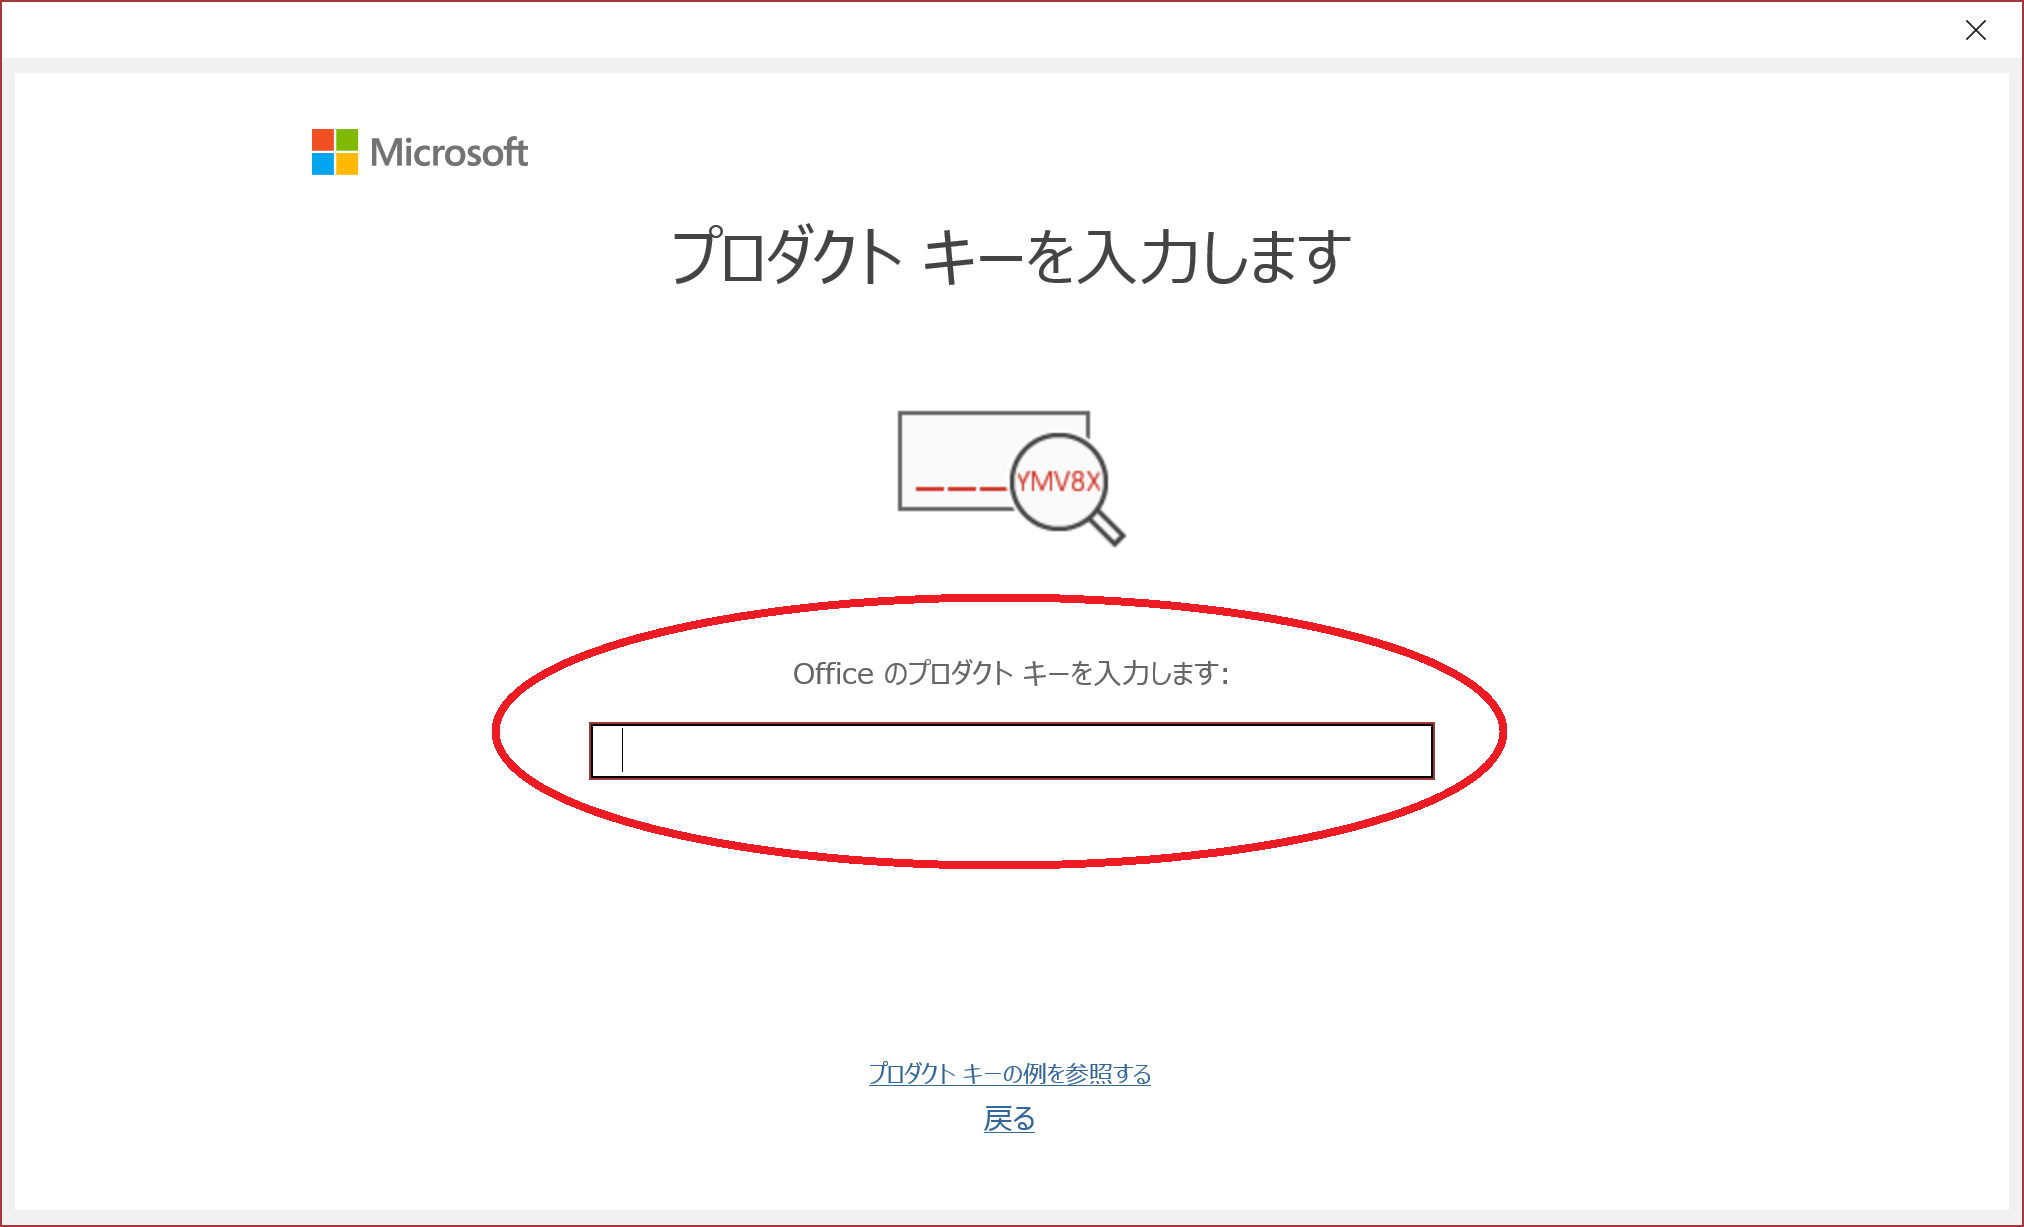 Microsoft
プロダクト キーを入力します
YMV8X
Office のプロダクト キーを入力します:
プロダクト キーの例を参照する
戻る